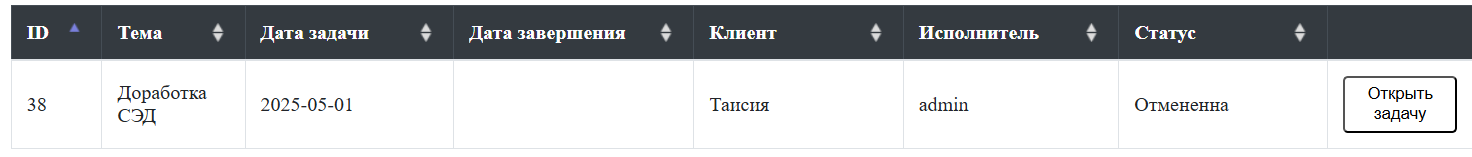 ID Тема Дата задачи Дата завершения Клиент Исполнитель Статус
38 Доработка СЭД 2025-05-01 Таисия admin Отмененна Открыть задачу